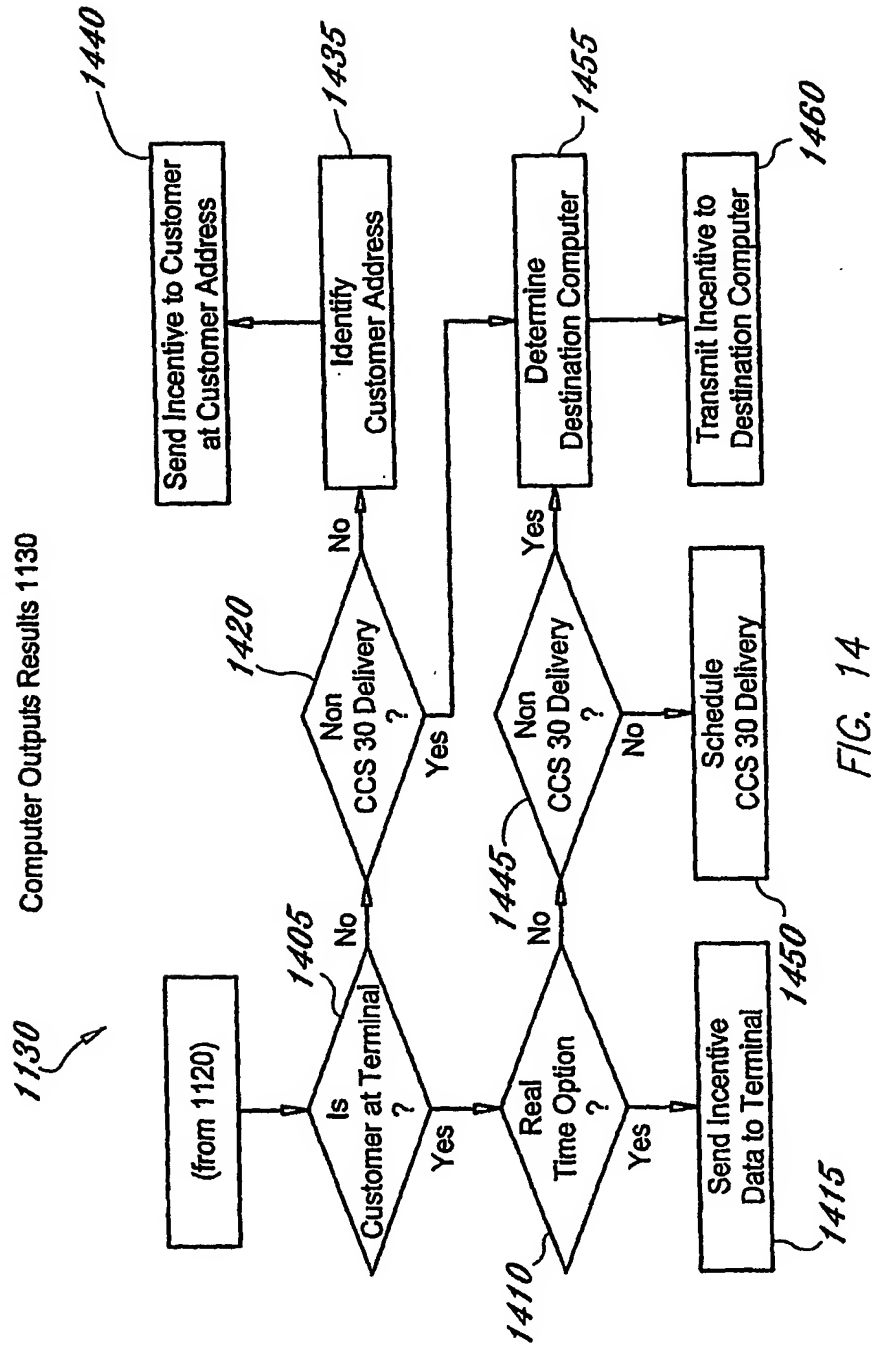 Computer Outputs Results 1130
1130
(from 1120)
Is
Customer at Terminal
?
1405
No
Yes
Non
CCS 30 Delivery
?
1420
No
Yes
Identify
Customer Address
1435
Send Incentive to Customer
at Customer Address
1440
Real
Time Option
?
1410
No
Yes
Send Incentive
Data to Terminal
1415
Non
CCS 30 Delivery
?
1445
Yes
No
Schedule
CCS 30 Delivery
1450
Determine
Destination Computer
1455
Transmit Incentive to
Destination Computer
1460
FIG. 14